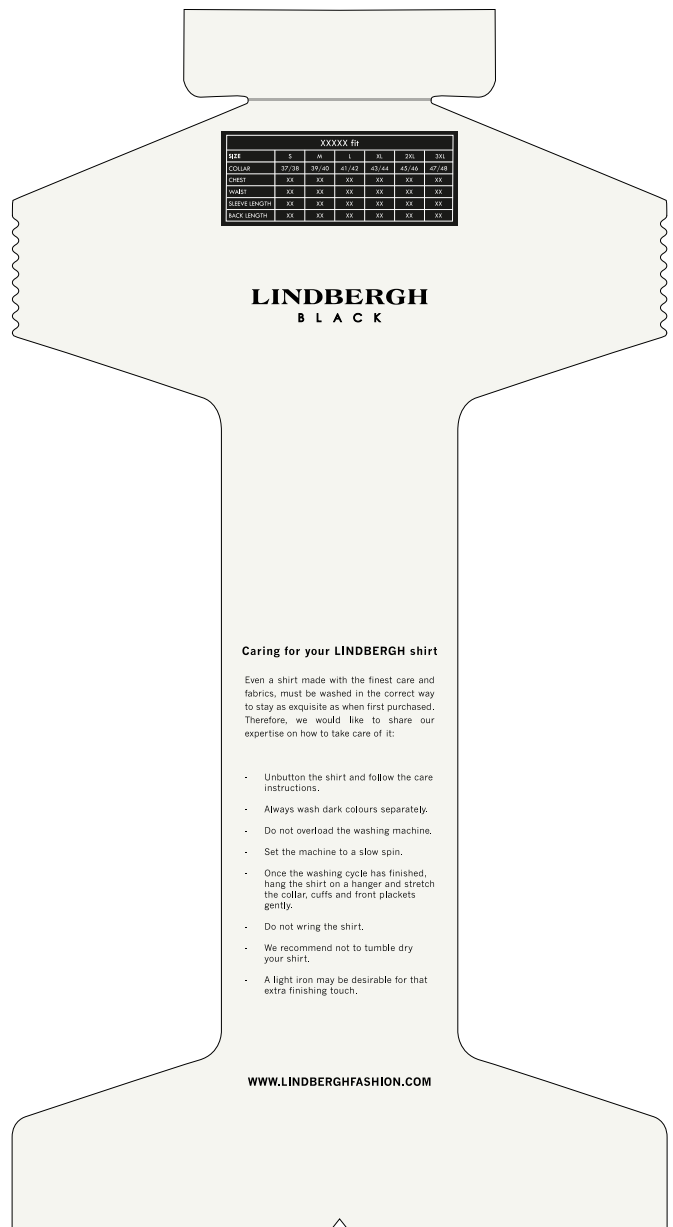 XXXXX fit
SIZE S M L XL 2XL 3XL
COLLAR 37/38 39/40 41/42 43/44 45/46 47/48
CHEST XX XX XX XX XX XX
WAIST XX XX XX XX XX XX
SLEEVE LENGTH XX XX XX XX XX XX
BACK LENGTH XX XX XX XX XX XX
LINDBERGH
BLACK
Caring for your LINDBERGH shirt
Even a shirt made with the finest care and
fabrics, must be washed in the correct way
to stay as exquisite as when first purchased.
Therefore, we would like to share our
expertise on how to take care of it:
- Unbutton the shirt and follow the care
instructions.
- Always wash dark colours separately.
- Do not overload the washing machine.
- Set the machine to a slow spin.
- Once the washing cycle has finished,
hang the shirt on a hanger and stretch
the collar, cuffs and front plackets
gently.
- Do not wring the shirt.
- We recommend not to tumble dry
your shirt.
- A light iron may be desirable for that
extra finishing touch.
WWW.LINDBERGHFASHION.COM